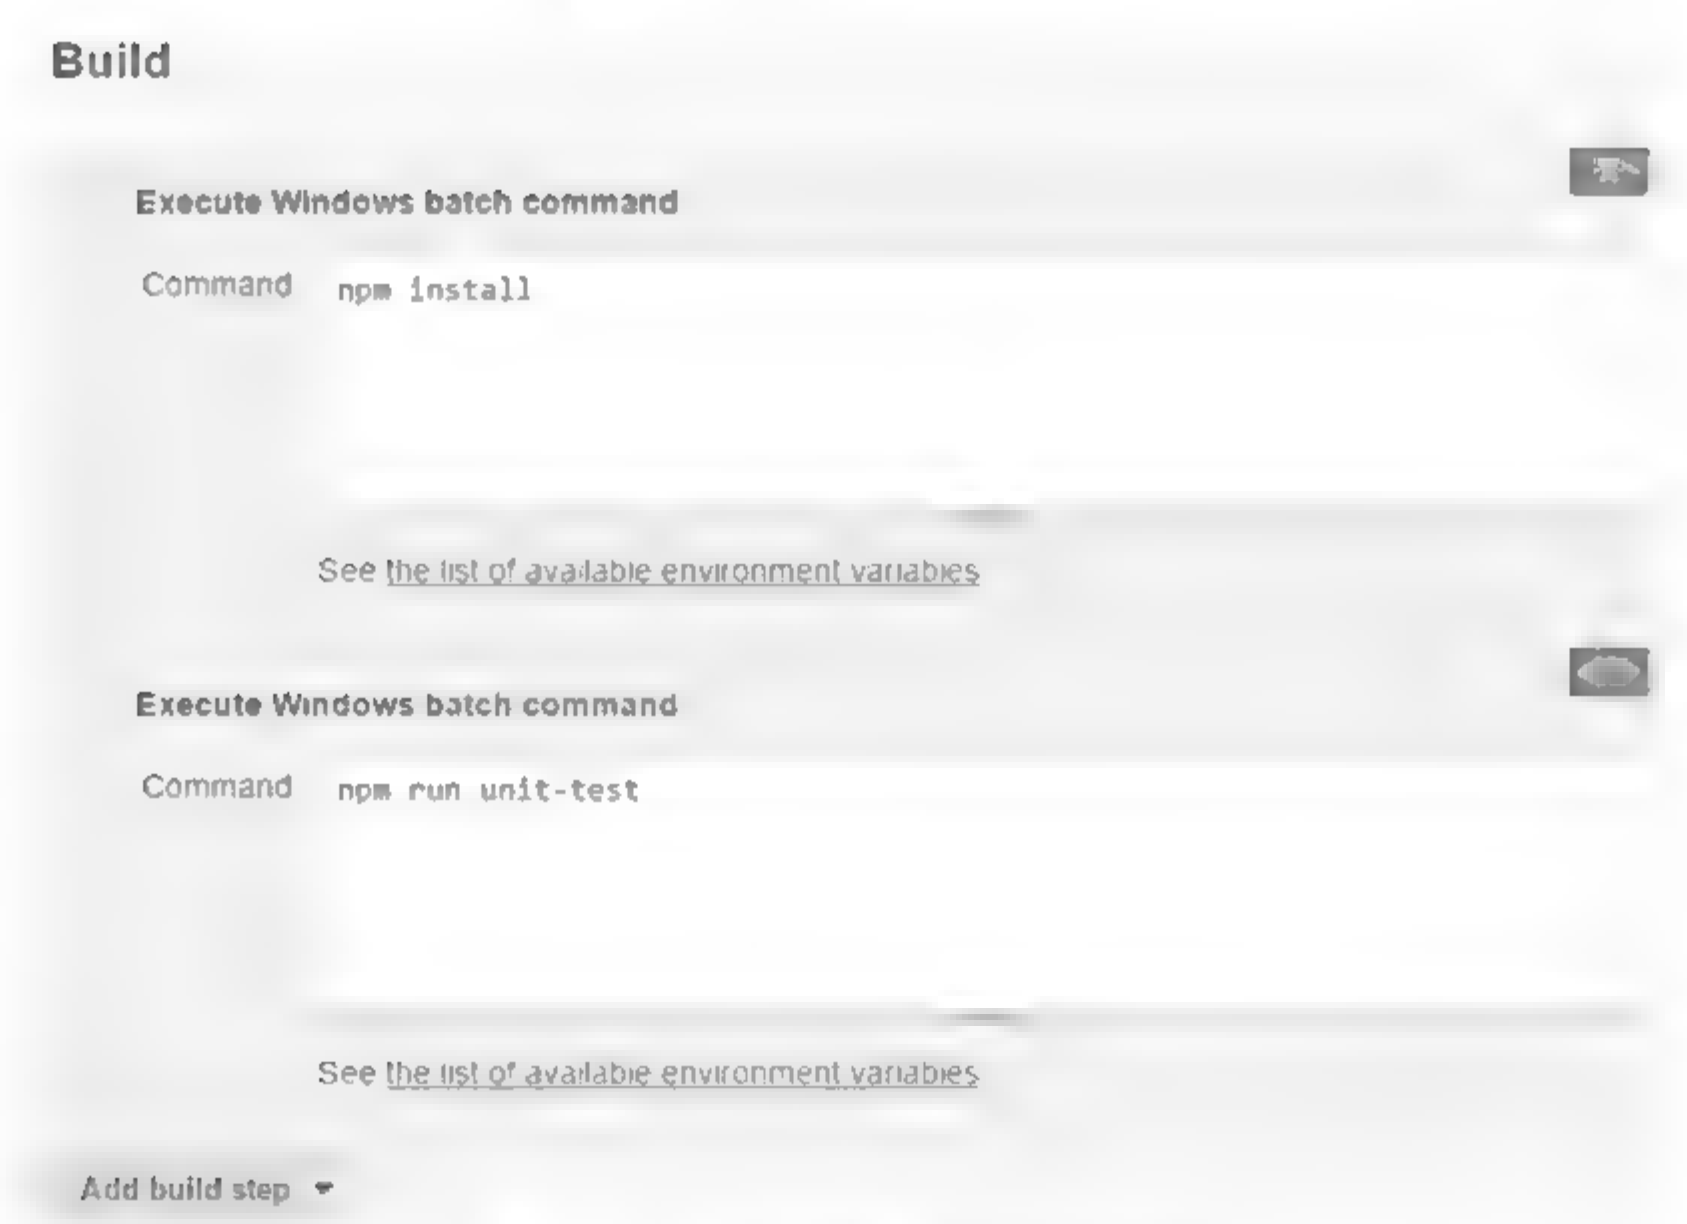 Build
Execute Windows batch command
Command npm install
See the list of available environment variables
Execute Windows batch command
Command npm run unit-test
See the list of available environment variables
Add build step